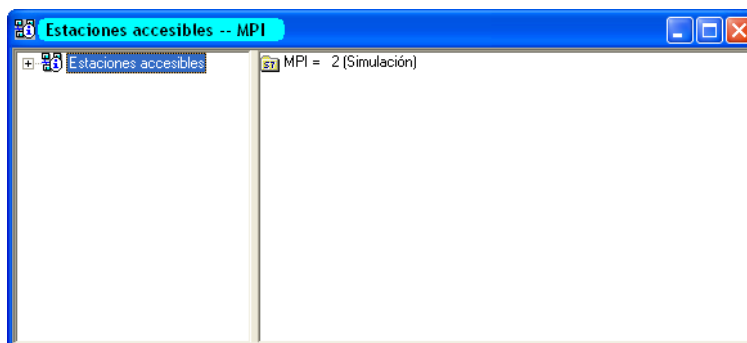 Estaciones accesibles -- MPI
Estaciones accesibles
MPI = 2 (Simulación)